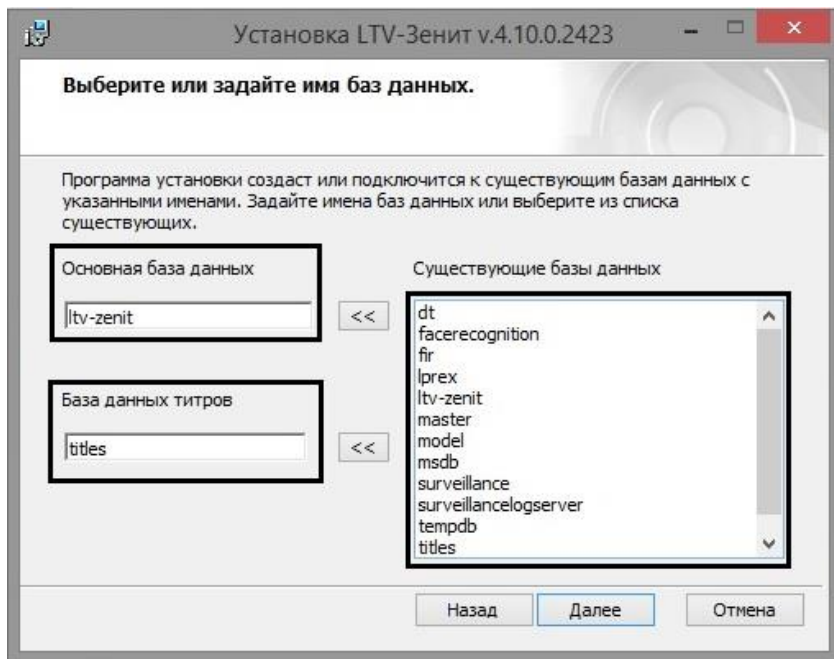 Установка LTV-Зенит v.4.10.0.2423
Выберите или задайте имя баз данных.
Программа установки создаст или подключится к существующим базам данных с
указанными именами. Задайте имена баз данных или выберите из списка
существующих.
Основная база данных
ltv-zenit
<<
База данных титров
titles
<<
Существующие базы данных
dt
facerecognition
fir
lprex
ltv-zenit
master
model
msdb
surveillance
surveillancelogserver
tempdb
titles
Назад
Далее
Отмена